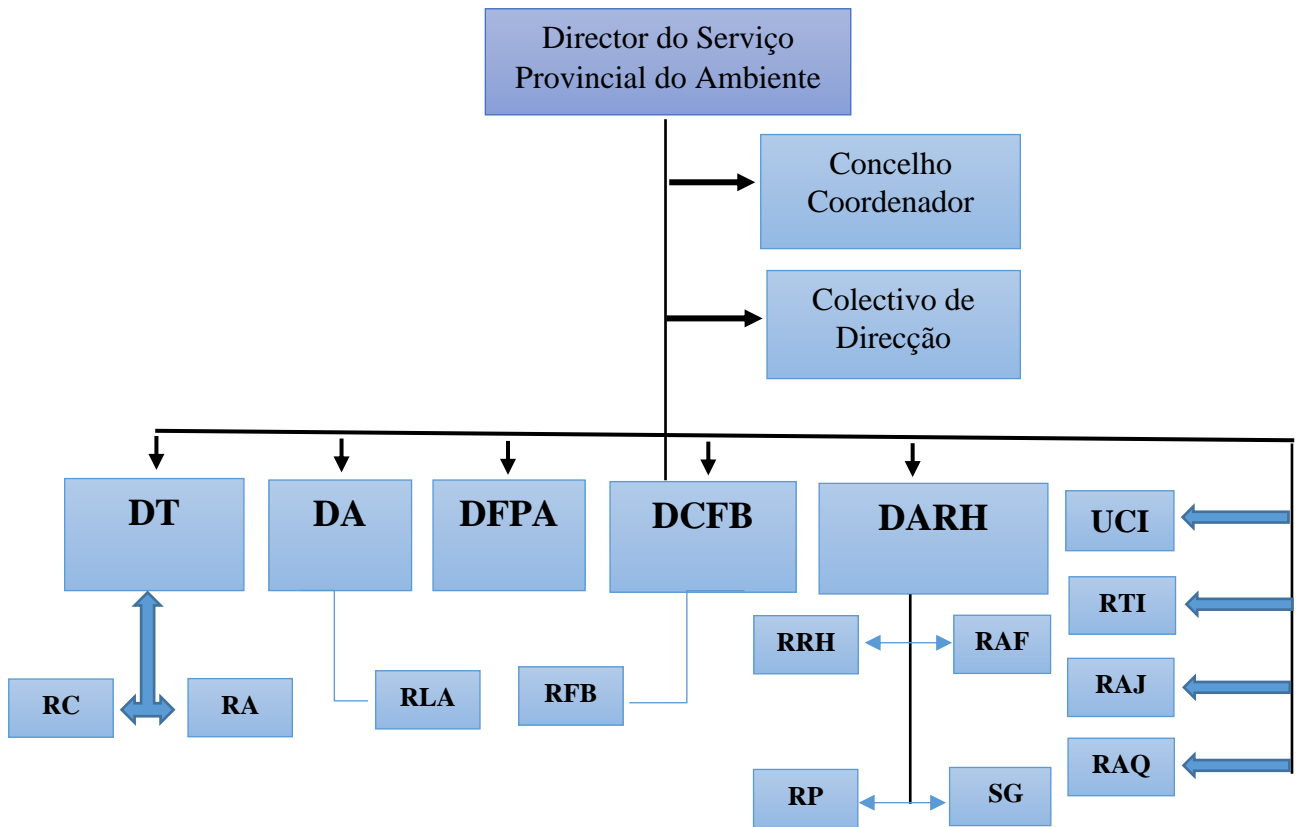 Director do Serviço
Provincial do Ambiente
Concelho
Coordenador
Colectivo de
Direcção
DT
DA
DFPA
DCFB
DARH
UCI
RTI
RRH
RAF
RC
RA
RLA
RFB
RAJ
RP
SG
RAQ